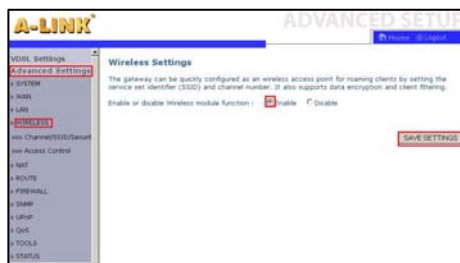 A-LINK
ADVANCED SETUP
Home Logout
VDSL Settings
Advanced Settings
» SYSTEM
» WAN
» LAN
» WIRELESS
»»» Channel/SSID/Securit
»»» Access Control
» NAT
» ROUTE
» FIREWALL
» SNMP
» UPnP
» QoS
» TOOLS
» STATUS
Wireless Settings
The gateway can be quickly configured as an wireless access point for roaming clients by setting the
service set identifier (SSID) and channel number. It also supports data encryption and client filtering.
Enable or disable Wireless module function : Enable Disable
SAVE SETTINGS